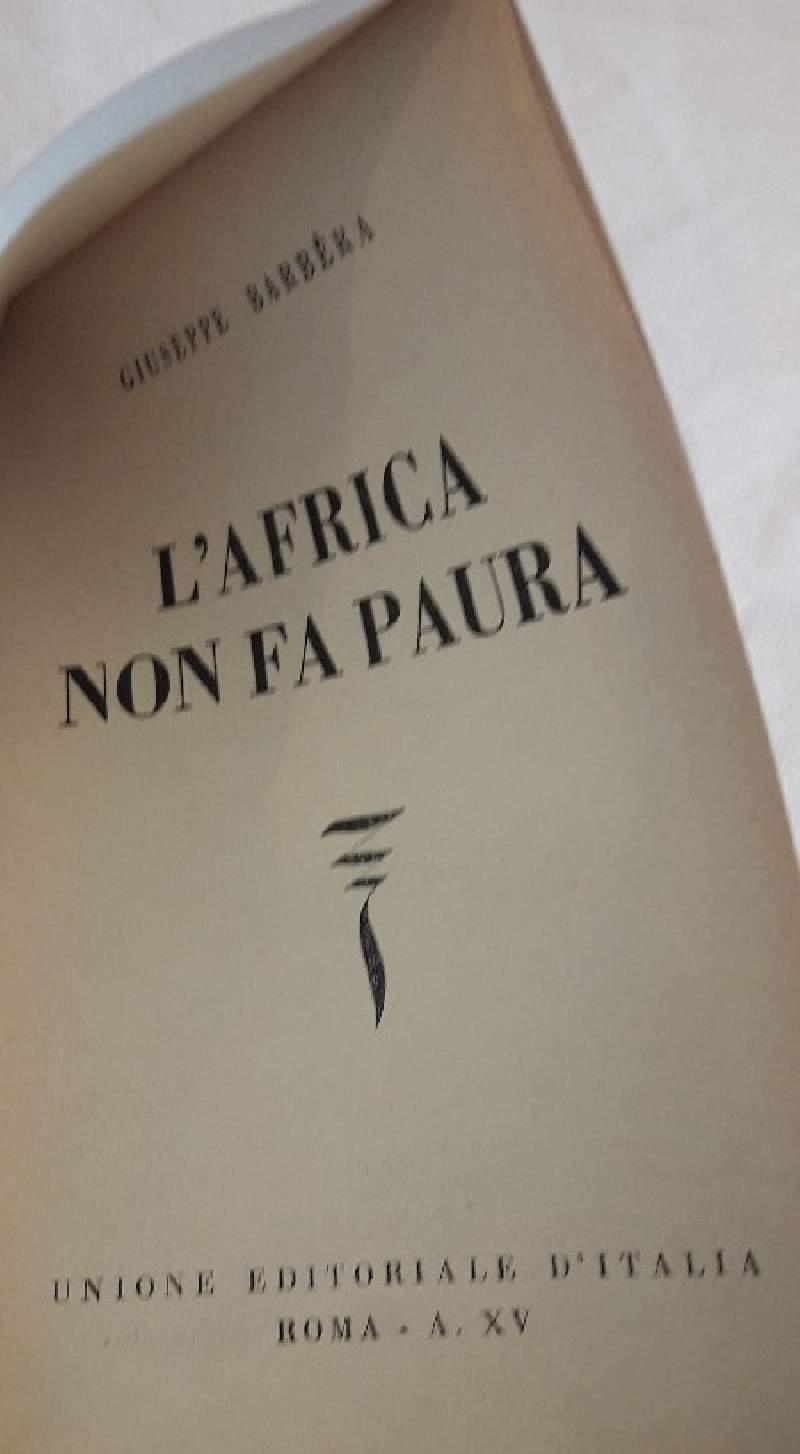 GIUSEPPE BARBÈRA
L'AFRICA
NON FA PAURA
UNIONE EDITORIALE D'ITALIA
ROMA - A. XV